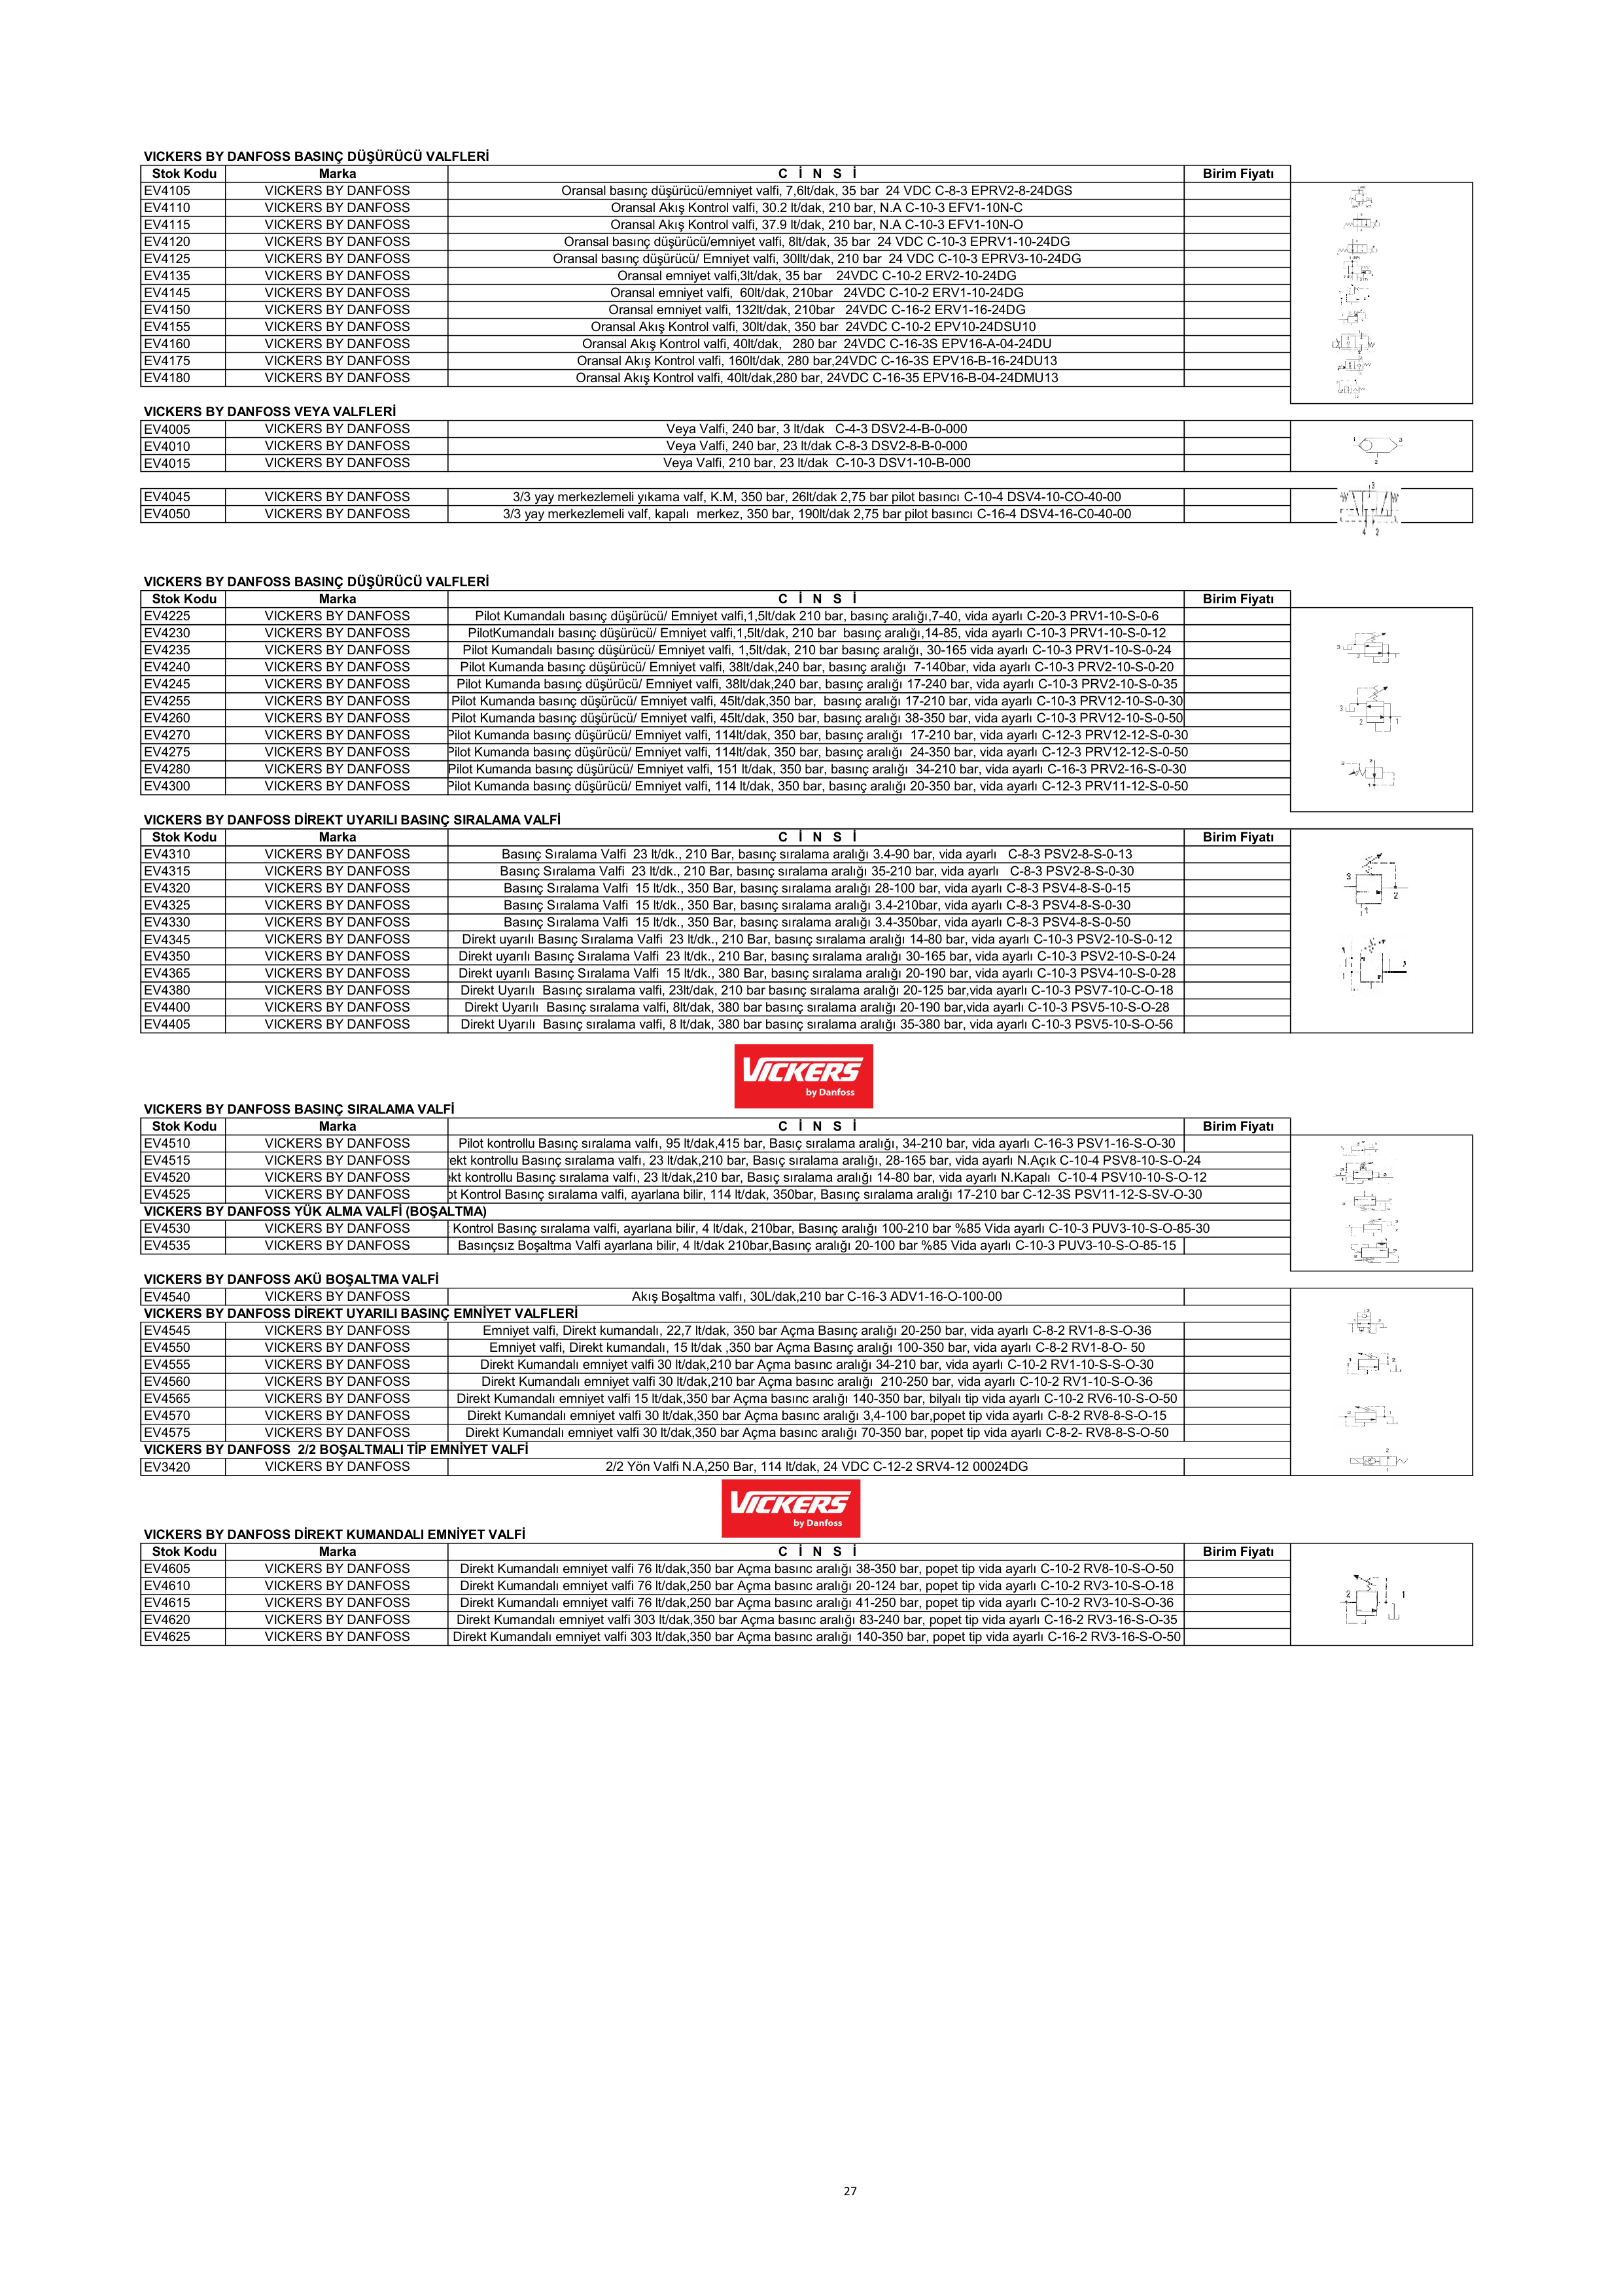 VICKERS BY DANFOSS BASINÇ DÜŞÜRÜCÜ VALFLERİ
Stok Kodu Marka C İ N S İ Birim Fiyatı
EV4105 VICKERS BY DANFOSS Oransal basınç düşürücü/emniyet valfi, 7,6lt/dak, 35 bar 24 VDC C-8-3 EPRV2-8-24DGS
EV4110 VICKERS BY DANFOSS Oransal Akış Kontrol valfi, 30.2 lt/dak, 210 bar, N.A C-10-3 EFV1-10N-C
EV4115 VICKERS BY DANFOSS Oransal Akış Kontrol valfi, 37.9 lt/dak, 210 bar, N.A C-10-3 EFV1-10N-O
EV4120 VICKERS BY DANFOSS Oransal basınç düşürücü/emniyet valfi, 8lt/dak, 35 bar 24 VDC C-10-3 EPRV1-10-24DG
EV4125 VICKERS BY DANFOSS Oransal basınç düşürücü/ Emniyet valfi, 30llt/dak, 210 bar 24 VDC C-10-3 EPRV3-10-24DG
EV4135 VICKERS BY DANFOSS Oransal emniyet valfi,3lt/dak, 35 bar 24VDC C-10-2 ERV2-10-24DG
EV4145 VICKERS BY DANFOSS Oransal emniyet valfi, 60lt/dak, 210bar 24VDC C-10-2 ERV1-10-24DG
EV4150 VICKERS BY DANFOSS Oransal emniyet valfi, 132lt/dak, 210bar 24VDC C-16-2 ERV1-16-24DG
EV4155 VICKERS BY DANFOSS Oransal Akış Kontrol valfi, 30lt/dak, 350 bar 24VDC C-10-2 EPV10-24DSU10
EV4160 VICKERS BY DANFOSS Oransal Akış Kontrol valfi, 40lt/dak, 280 bar 24VDC C-16-3S EPV16-A-04-24DU
EV4175 VICKERS BY DANFOSS Oransal Akış Kontrol valfi, 160lt/dak, 280 bar,24VDC C-16-3S EPV16-B-16-24DU13
EV4180 VICKERS BY DANFOSS Oransal Akış Kontrol valfi, 40lt/dak,280 bar, 24VDC C-16-35 EPV16-B-04-24DMU13
VICKERS BY DANFOSS VEYA VALFLERİ
EV4005 VICKERS BY DANFOSS Veya Valfi, 240 bar, 3 lt/dak C-4-3 DSV2-4-B-0-000
EV4010 VICKERS BY DANFOSS Veya Valfi, 240 bar, 23 lt/dak C-8-3 DSV2-8-B-0-000
EV4015 VICKERS BY DANFOSS Veya Valfi, 210 bar, 23 lt/dak C-10-3 DSV1-10-B-000
1 3
2
EV4045 VICKERS BY DANFOSS 3/3 yay merkezlemeli yıkama valf, K.M, 350 bar, 26lt/dak 2,75 bar pilot basıncı C-10-4 DSV4-10-CO-40-00
EV4050 VICKERS BY DANFOSS 3/3 yay merkezlemeli valf, kapalı merkez, 350 bar, 190lt/dak 2,75 bar pilot basıncı C-16-4 DSV4-16-C0-40-00
3
4 2
VICKERS BY DANFOSS BASINÇ DÜŞÜRÜCÜ VALFLERİ
Stok Kodu Marka C İ N S İ Birim Fiyatı
EV4225 VICKERS BY DANFOSS Pilot Kumandalı basınç düşürücü/ Emniyet valfi,1,5lt/dak 210 bar, basınç aralığı,7-40, vida ayarlı C-20-3 PRV1-10-S-0-6
EV4230 VICKERS BY DANFOSS PilotKumandalı basınç düşürücü/ Emniyet valfi,1,5lt/dak, 210 bar basınç aralığı,14-85, vida ayarlı C-10-3 PRV1-10-S-0-12
EV4235 VICKERS BY DANFOSS Pilot Kumandalı basınç düşürücü/ Emniyet valfi, 1,5lt/dak, 210 bar basınç aralığı, 30-165 vida ayarlı C-10-3 PRV1-10-S-0-24
EV4240 VICKERS BY DANFOSS Pilot Kumanda basınç düşürücü/ Emniyet valfi, 38lt/dak,240 bar, basınç aralığı 7-140bar, vida ayarlı C-10-3 PRV2-10-S-0-20
EV4245 VICKERS BY DANFOSS Pilot Kumanda basınç düşürücü/ Emniyet valfi, 38lt/dak,240 bar, basınç aralığı 17-240 bar, vida ayarlı C-10-3 PRV2-10-S-0-35
EV4255 VICKERS BY DANFOSS Pilot Kumanda basınç düşürücü/ Emniyet valfi, 45lt/dak,350 bar, basınç aralığı 17-210 bar, vida ayarlı C-10-3 PRV12-10-S-0-30
EV4260 VICKERS BY DANFOSS Pilot Kumanda basınç düşürücü/ Emniyet valfi, 45lt/dak, 350 bar, basınç aralığı 38-350 bar, vida ayarlı C-10-3 PRV12-10-S-0-50
EV4270 VICKERS BY DANFOSS Pilot Kumanda basınç düşürücü/ Emniyet valfi, 114lt/dak, 350 bar, basınç aralığı 17-210 bar, vida ayarlı C-12-3 PRV12-12-S-0-30
EV4275 VICKERS BY DANFOSS Pilot Kumanda basınç düşürücü/ Emniyet valfi, 114lt/dak, 350 bar, basınç aralığı 24-350 bar, vida ayarlı C-12-3 PRV12-12-S-0-50
EV4280 VICKERS BY DANFOSS Pilot Kumanda basınç düşürücü/ Emniyet valfi, 151 lt/dak, 350 bar, basınç aralığı 34-210 bar, vida ayarlı C-16-3 PRV2-16-S-0-30
EV4300 VICKERS BY DANFOSS Pilot Kumanda basınç düşürücü/ Emniyet valfi, 114 lt/dak, 350 bar, basınç aralığı 20-350 bar, vida ayarlı C-12-3 PRV11-12-S-0-50
VICKERS BY DANFOSS DİREKT UYARILI BASINÇ SIRALAMA VALFİ
Stok Kodu Marka C İ N S İ Birim Fiyatı
EV4310 VICKERS BY DANFOSS Basınç Sıralama Valfi 23 lt/dk., 210 Bar, basınç sıralama aralığı 3.4-90 bar, vida ayarlı C-8-3 PSV2-8-S-0-13
EV4315 VICKERS BY DANFOSS Basınç Sıralama Valfi 23 lt/dk., 210 Bar, basınç sıralama aralığı 35-210 bar, vida ayarlı C-8-3 PSV2-8-S-0-30
EV4320 VICKERS BY DANFOSS Basınç Sıralama Valfi 15 lt/dk., 350 Bar, basınç sıralama aralığı 28-100 bar, vida ayarlı C-8-3 PSV4-8-S-0-15
EV4325 VICKERS BY DANFOSS Basınç Sıralama Valfi 15 lt/dk., 350 Bar, basınç sıralama aralığı 3.4-210bar, vida ayarlı C-8-3 PSV4-8-S-0-30
EV4330 VICKERS BY DANFOSS Basınç Sıralama Valfi 15 lt/dk., 350 Bar, basınç sıralama aralığı 3.4-350bar, vida ayarlı C-8-3 PSV4-8-S-0-50
EV4345 VICKERS BY DANFOSS Direkt uyarılı Basınç Sıralama Valfi 23 lt/dk., 210 Bar, basınç sıralama aralığı 14-80 bar, vida ayarlı C-10-3 PSV2-10-S-0-12
EV4350 VICKERS BY DANFOSS Direkt uyarılı Basınç Sıralama Valfi 23 lt/dk., 210 Bar, basınç sıralama aralığı 30-165 bar, vida ayarlı C-10-3 PSV2-10-S-0-24
EV4365 VICKERS BY DANFOSS Direkt uyarılı Basınç Sıralama Valfi 15 lt/dk., 380 Bar, basınç sıralama aralığı 20-190 bar, vida ayarlı C-10-3 PSV4-10-S-0-28
EV4380 VICKERS BY DANFOSS Direkt Uyarılı Basınç sıralama valfi, 23lt/dak, 210 bar basınç sıralama aralığı 20-125 bar,vida ayarlı C-10-3 PSV7-10-C-O-18
EV4400 VICKERS BY DANFOSS Direkt Uyarılı Basınç sıralama valfi, 8lt/dak, 380 bar basınç sıralama aralığı 20-190 bar,vida ayarlı C-10-3 PSV5-10-S-O-28
EV4405 VICKERS BY DANFOSS Direkt Uyarılı Basınç sıralama valfi, 8 lt/dak, 380 bar basınç sıralama aralığı 35-380 bar, vida ayarlı C-10-3 PSV5-10-S-O-56
3
2
1
VICKERS
by Danfoss
VICKERS BY DANFOSS BASINÇ SIRALAMA VALFİ
Stok Kodu Marka C İ N S İ Birim Fiyatı
EV4510 VICKERS BY DANFOSS Pilot kontrollu Basınç sıralama valfı, 95 lt/dak,415 bar, Basıç sıralama aralığı, 34-210 bar, vida ayarlı C-16-3 PSV1-16-S-O-30
EV4515 VICKERS BY DANFOSS ekt kontrollu Basınç sıralama valfı, 23 lt/dak,210 bar, Basıç sıralama aralığı, 28-165 bar, vida ayarlı N.Açık C-10-4 PSV8-10-S-O-24
EV4520 VICKERS BY DANFOSS kt kontrollu Basınç sıralama valfı, 23 lt/dak,210 bar, Basıç sıralama aralığı 14-80 bar, vida ayarlı N.Kapalı C-10-4 PSV10-10-S-O-12
EV4525 VICKERS BY DANFOSS ot Kontrol Basınç sıralama valfi, ayarlana bilir, 114 lt/dak, 350bar, Basınç sıralama aralığı 17-210 bar C-12-3S PSV11-12-S-SV-O-30
VICKERS BY DANFOSS YÜK ALMA VALFİ (BOŞALTMA)
EV4530 VICKERS BY DANFOSS Kontrol Basınç sıralama valfi, ayarlana bilir, 4 lt/dak, 210bar, Basınç aralığı 100-210 bar %85 Vida ayarlı C-10-3 PUV3-10-S-O-85-30
EV4535 VICKERS BY DANFOSS Basınçsız Boşaltma Valfi ayarlana bilir, 4 lt/dak 210bar,Basınç aralığı 20-100 bar %85 Vida ayarlı C-10-3 PUV3-10-S-O-85-15
VICKERS BY DANFOSS AKÜ BOŞALTMA VALFİ
EV4540 VICKERS BY DANFOSS Akış Boşaltma valfı, 30L/dak,210 bar C-16-3 ADV1-16-O-100-00
VICKERS BY DANFOSS DİREKT UYARILI BASINÇ EMNİYET VALFLERİ
EV4545 VICKERS BY DANFOSS Emniyet valfi, Direkt kumandalı, 22,7 lt/dak, 350 bar Açma Basınç aralığı 20-250 bar, vida ayarlı C-8-2 RV1-8-S-O-36
EV4550 VICKERS BY DANFOSS Emniyet valfi, Direkt kumandalı, 15 lt/dak ,350 bar Açma Basınç aralığı 100-350 bar, vida ayarlı C-8-2 RV1-8-O- 50
EV4555 VICKERS BY DANFOSS Direkt Kumandalı emniyet valfi 30 lt/dak,210 bar Açma basınc aralığı 34-210 bar, vida ayarlı C-10-2 RV1-10-S-S-O-30
EV4560 VICKERS BY DANFOSS Direkt Kumandalı emniyet valfi 30 lt/dak,210 bar Açma basınc aralığı 210-250 bar, vida ayarlı C-10-2 RV1-10-S-O-36
EV4565 VICKERS BY DANFOSS Direkt Kumandalı emniyet valfi 15 lt/dak,350 bar Açma basınc aralığı 140-350 bar, bilyalı tip vida ayarlı C-10-2 RV6-10-S-O-50
EV4570 VICKERS BY DANFOSS Direkt Kumandalı emniyet valfi 30 lt/dak,350 bar Açma basınc aralığı 3,4-100 bar,popet tip vida ayarlı C-8-2 RV8-8-S-O-15
EV4575 VICKERS BY DANFOSS Direkt Kumandalı emniyet valfi 30 lt/dak,350 bar Açma basınc aralığı 70-350 bar, popet tip vida ayarlı C-8-2- RV8-8-S-O-50
VICKERS BY DANFOSS 2/2 BOŞALTMALI TİP EMNİYET VALFİ
EV3420 VICKERS BY DANFOSS 2/2 Yön Valfi N.A,250 Bar, 114 lt/dak, 24 VDC C-12-2 SRV4-12 00024DG
VICKERS
by Danfoss
VICKERS BY DANFOSS DİREKT KUMANDALI EMNİYET VALFİ
Stok Kodu Marka C İ N S İ Birim Fiyatı
EV4605 VICKERS BY DANFOSS Direkt Kumandalı emniyet valfi 76 lt/dak,350 bar Açma basınc aralığı 38-350 bar, popet tip vida ayarlı C-10-2 RV8-10-S-O-50
EV4610 VICKERS BY DANFOSS Direkt Kumandalı emniyet valfi 76 lt/dak,250 bar Açma basınc aralığı 20-124 bar, popet tip vida ayarlı C-10-2 RV3-10-S-O-18
EV4615 VICKERS BY DANFOSS Direkt Kumandalı emniyet valfi 76 lt/dak,250 bar Açma basınc aralığı 41-250 bar, popet tip vida ayarlı C-10-2 RV3-10-S-O-36
EV4620 VICKERS BY DANFOSS Direkt Kumandalı emniyet valfi 303 lt/dak,350 bar Açma basınc aralığı 83-240 bar, popet tip vida ayarlı C-16-2 RV3-16-S-O-35
EV4625 VICKERS BY DANFOSS Direkt Kumandalı emniyet valfi 303 lt/dak,350 bar Açma basınc aralığı 140-350 bar, popet tip vida ayarlı C-16-2 RV3-16-S-O-50
2 1
27